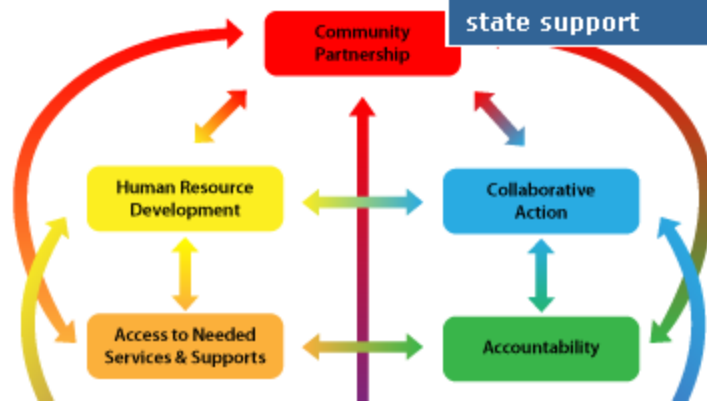 state support
Community
Partnership
Human Resource
Development
Collaborative
Action
Access to Needed
Services & Supports
Accountability